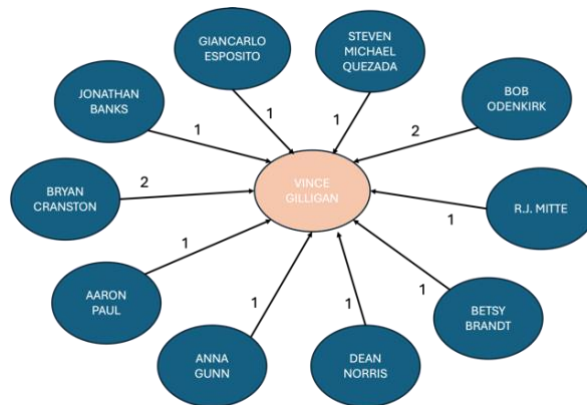 GIANCARLO
ESPOSITO
STEVEN
MICHAEL
QUEZADA
JONATHAN
BANKS
BOB
ODENKIRK
1
1
1
2
BRYAN
CRANSTON
2
VINCE
GILLIGAN
R.J. MITTE
1
AARON
PAUL
1
ANNA
GUNN
1
DEAN
NORRIS
1
BETSY
BRANDT
1